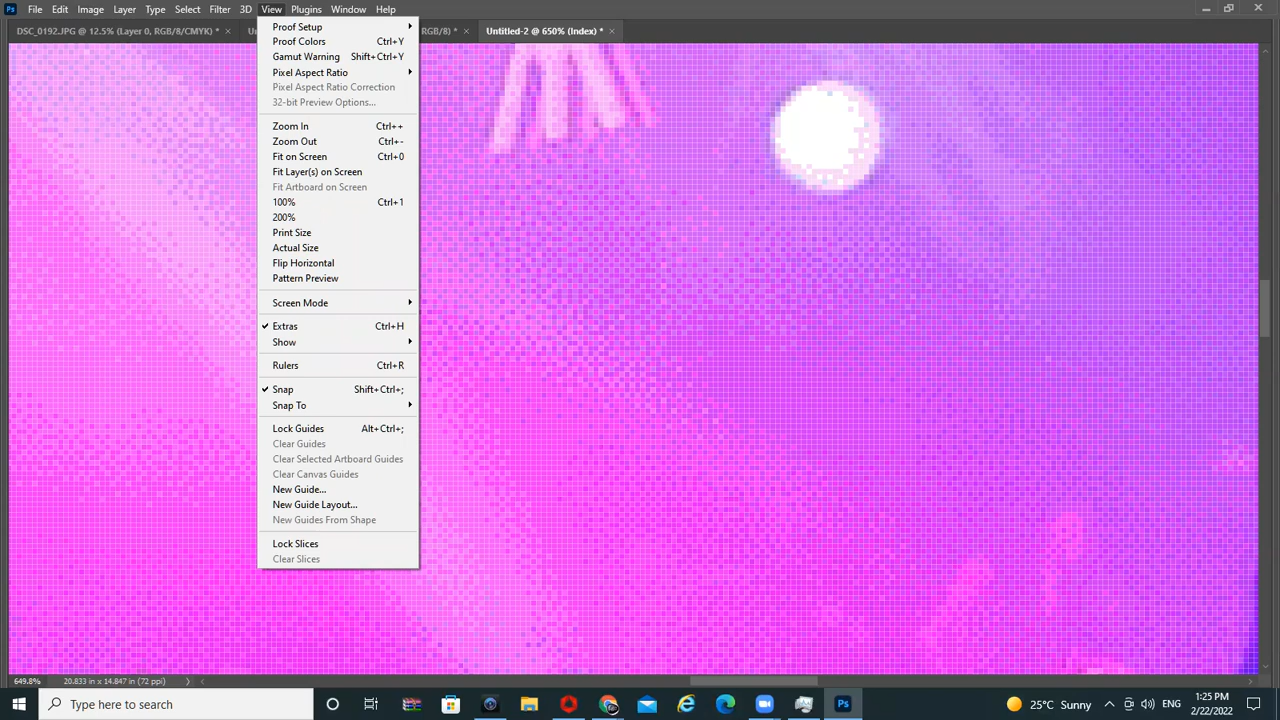 Ps File Edit Image Layer Type Select Filter 3D View Plugins Window Help
DSC_0192.JPG @ 12.5% (Layer 0, RGB/8/CMYK) * × Un RGB/8) * × Untitled-2 @ 650% (Index) * ×
Proof Setup
Proof Colors Ctrl+Y
Gamut Warning Shift+Ctrl+Y
Pixel Aspect Ratio
Pixel Aspect Ratio Correction
32-bit Preview Options...
Zoom In Ctrl++
Zoom Out Ctrl+-
Fit on Screen Ctrl+0
Fit Layer(s) on Screen
Fit Artboard on Screen
100% Ctrl+1
200%
Print Size
Actual Size
Flip Horizontal
Pattern Preview
Screen Mode
Extras Ctrl+H
Show
Rulers Ctrl+R
Snap Shift+Ctrl+;
Snap To
Lock Guides Alt+Ctrl+;
Clear Guides
Clear Selected Artboard Guides
Clear Canvas Guides
New Guide...
New Guide Layout...
New Guides From Shape
Lock Slices
Clear Slices
649.8% 20.833 in x 14.847 in (72 ppi)
Type here to search
Ps
25°C Sunny
ENG
1:25 PM
2/22/2022